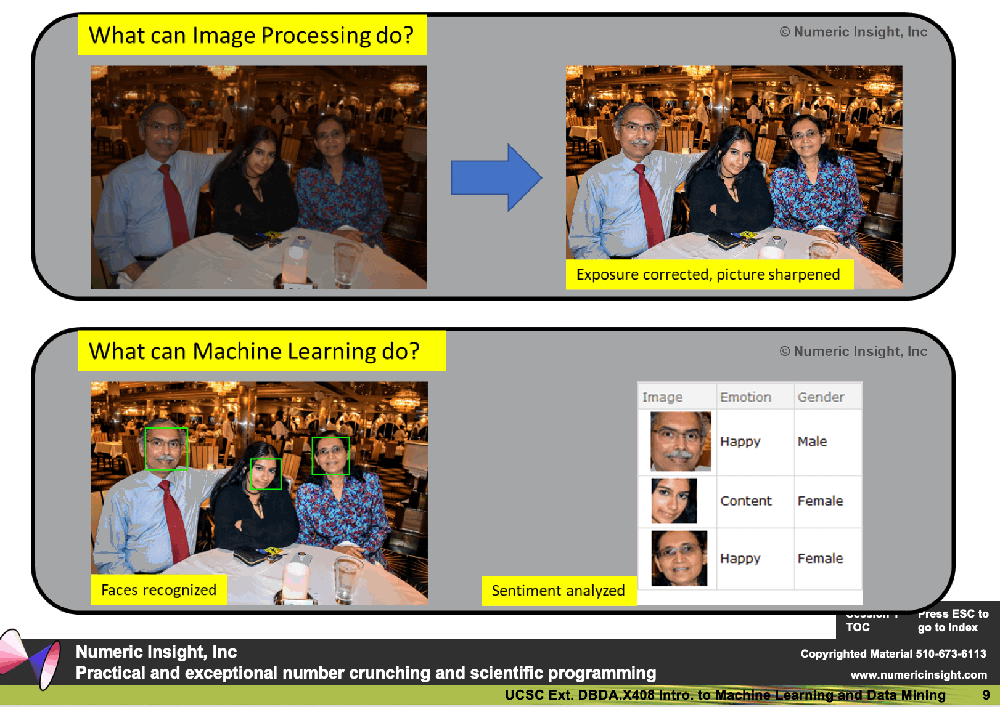 What can Image Processing do?
© Numeric Insight, Inc
Exposure corrected, picture sharpened
What can Machine Learning do?
© Numeric Insight, Inc
Image Emotion Gender
Happy Male
Content Female
Happy Female
Faces recognized
Sentiment analyzed
Session 1 Press ESC to
TOC go to Index
Numeric Insight, Inc
Copyrighted Material 510-673-6113
Practical and exceptional number crunching and scientific programming
www.numericinsight.com
UCSC Ext. DBDA.X408 Intro. to Machine Learning and Data Mining 9